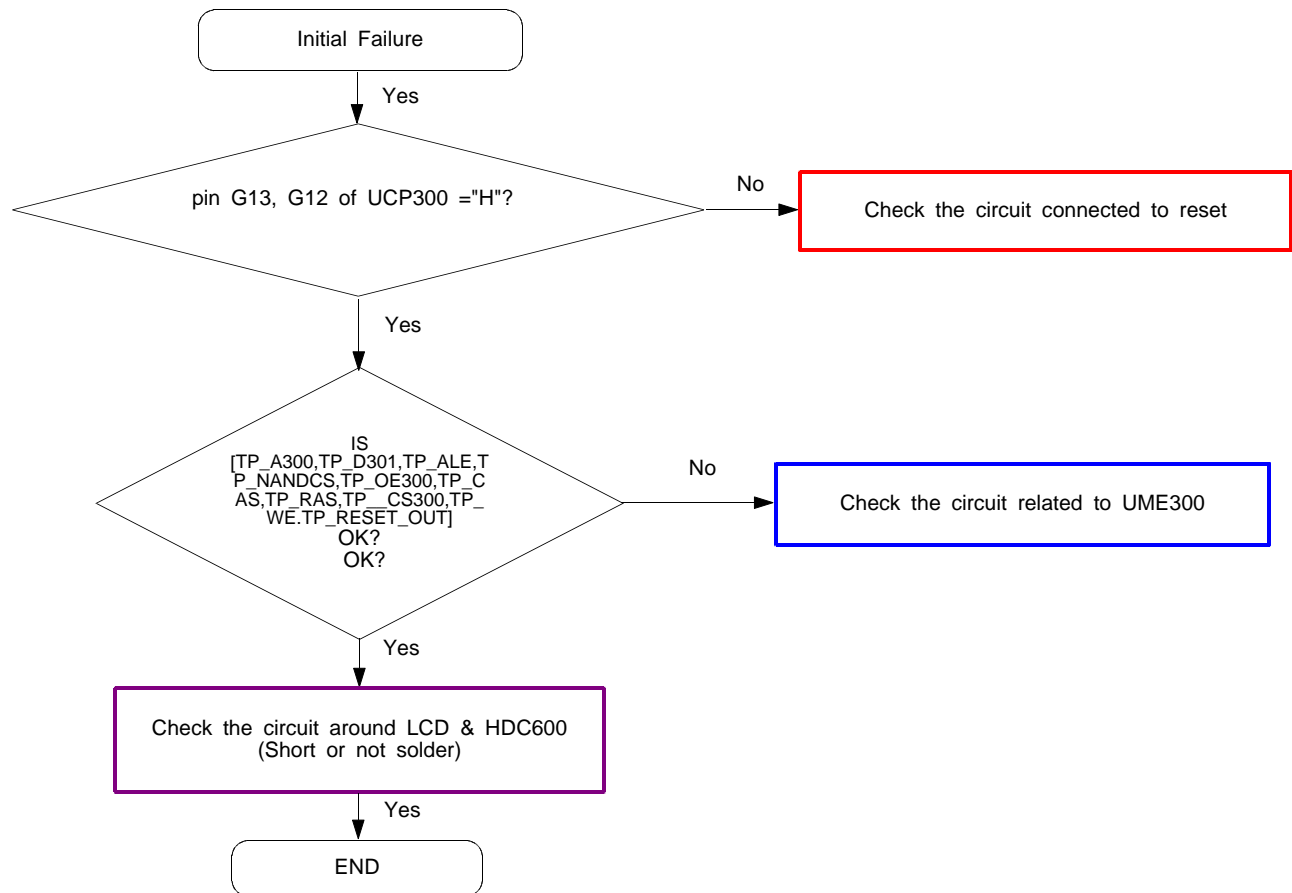 Initial Failure
Yes
pin G13, G12 of UCP300 ="H"?
No
Check the circuit connected to reset
Yes
IS
[TP_A300,TP_D301,TP_ALE,T
P_NANDCS,TP_OE300,TP_C
AS,TP_RAS,TP__CS300,TP_
WE.TP_RESET_OUT]
OK?
OK?
No
Check the circuit related to UME300
Yes
Check the circuit around LCD & HDC600
(Short or not solder)
Yes
END